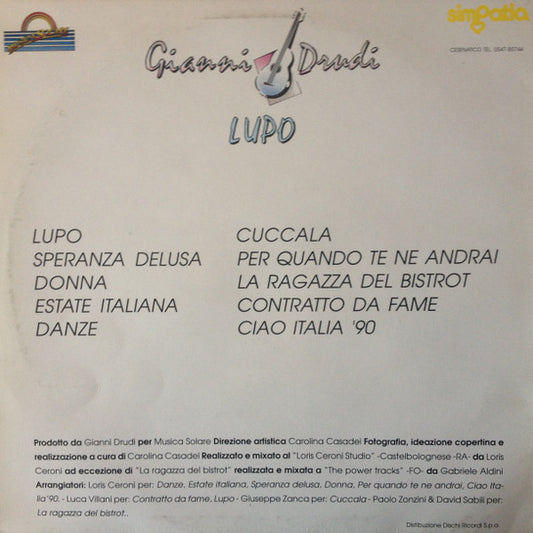 simpatia
CESENATICO TEL. 0547-85744
Gianni Drudi
LUPO
LUPO
SPERANZA DELUSA
DONNA
ESTATE ITALIANA
DANZE
CUCCALA
PER QUANDO TE NE ANDRAI
LA RAGAZZA DEL BISTROT
CONTRATTO DA FAME
CIAO ITALIA '90
Prodotto da Gianni Drudi per Musica Solare Direzione artistica Carolina Casadei Fotografia, ideazione copertina e
realizzazione a cura di Carolina Casadei Realizzato e mixato al "Loris Ceroni Studio" -Castelbolognese -RA- da Loris
Ceroni ad eccezione di "La ragazza del bistrot" realizzata e mixata a "The power tracks" -FO- da Gabriele Aldini
Arrangiatori: Loris Ceroni per: Danze, Estate italiana, Speranza delusa, Donna, Per quando te ne andrai, Ciao Ita-
lia'90. - Luca Villani per: Contratto da fame, Lupo - Giuseppe Zanca per: Cuccala - Paolo Zonzini & David Sabili per:
La ragazza del bistrot..
Distribuzione Dischi Ricordi S.p.a.